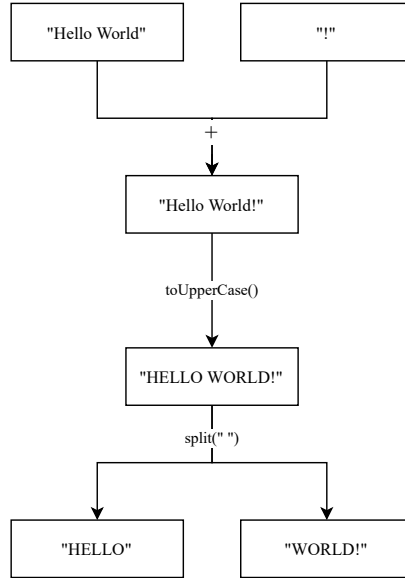 "Hello World"
"!"
+
"Hello World!"
toUpperCase()
"HELLO WORLD!"
split(" ")
"HELLO"
"WORLD!"